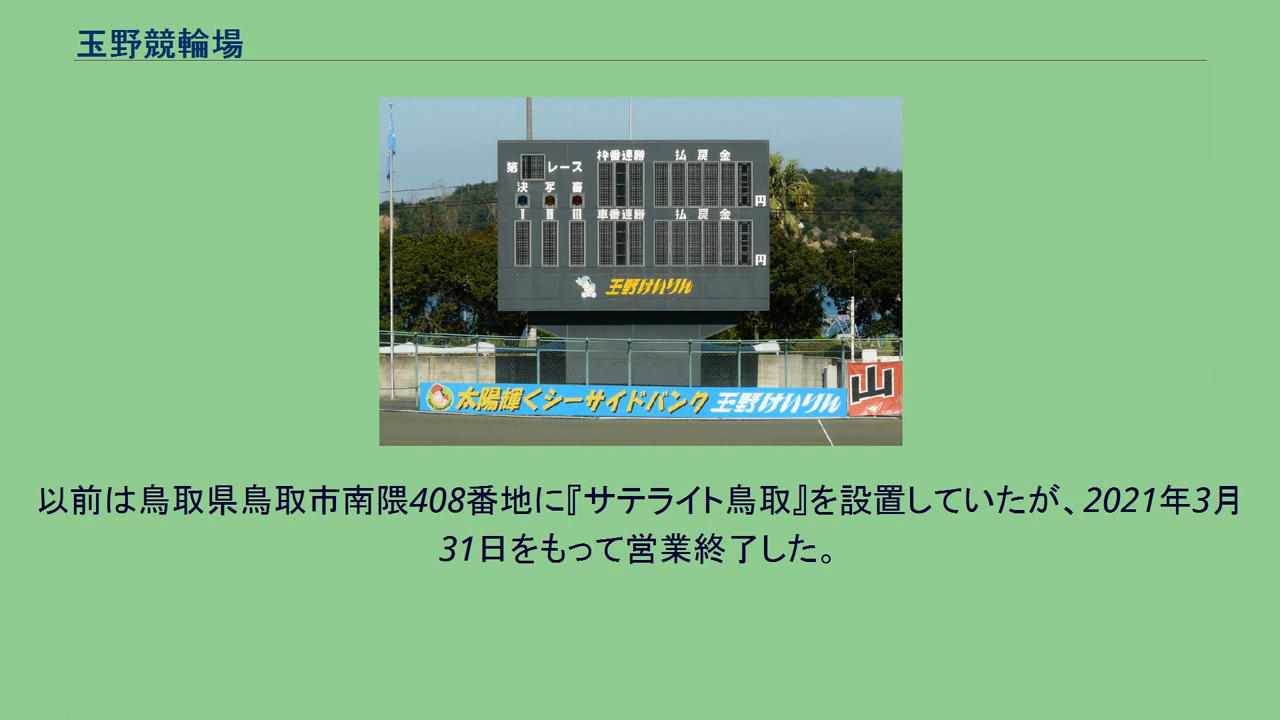 玉野競輪場
第 レース
枠番連勝 払戻金
決 写 審
円
Ⅰ Ⅱ Ⅲ
車番連勝 払戻金
円
玉野けいりん
太陽輝くシーサイドバンク 玉野けいりん
山
以前は鳥取県鳥取市南隈408番地に『サテライト鳥取』を設置していたが、2021年3月
31日をもって営業終了した。